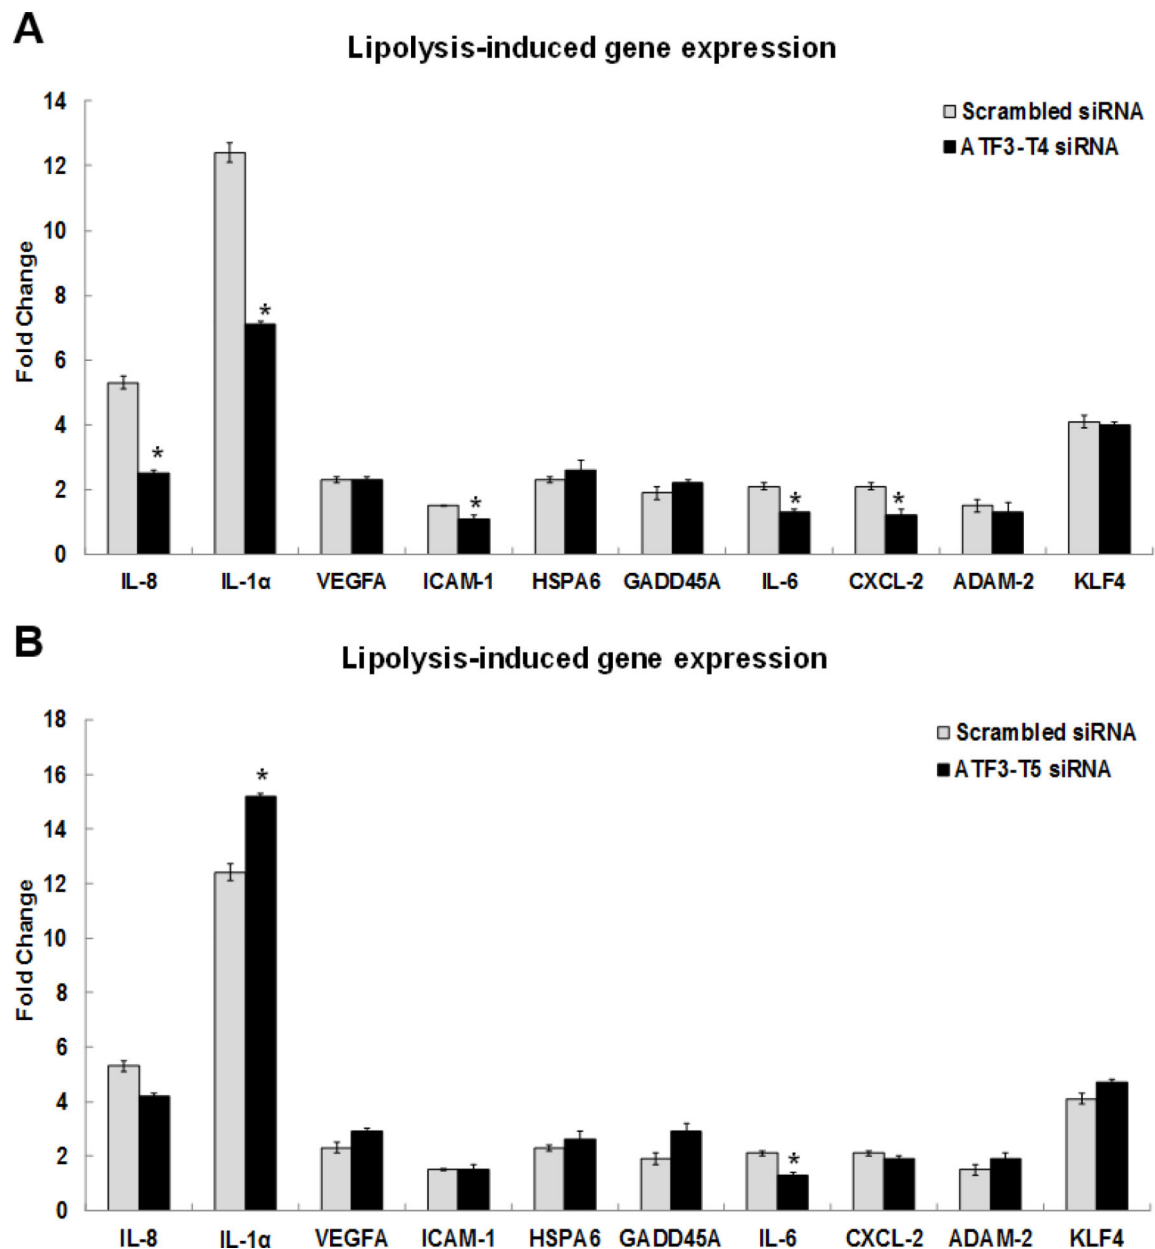 A
Lipolysis-induced gene expression
Scrambled siRNA
ATF3-T4 siRNA
Fold Change
14
12
10
8
6
4
2
0
*
*
*
*
*
IL-8 IL-1α VEGFA ICAM-1 HSPA6 GADD45A IL-6 CXCL-2 ADAM-2 KLF4
B
Lipolysis-induced gene expression
Scrambled siRNA
ATF3-T5 siRNA
Fold Change
18
16
14
12
10
8
6
4
2
0
*
*
IL-8 IL-1α VEGFA ICAM-1 HSPA6 GADD45A IL-6 CXCL-2 ADAM-2 KLF4